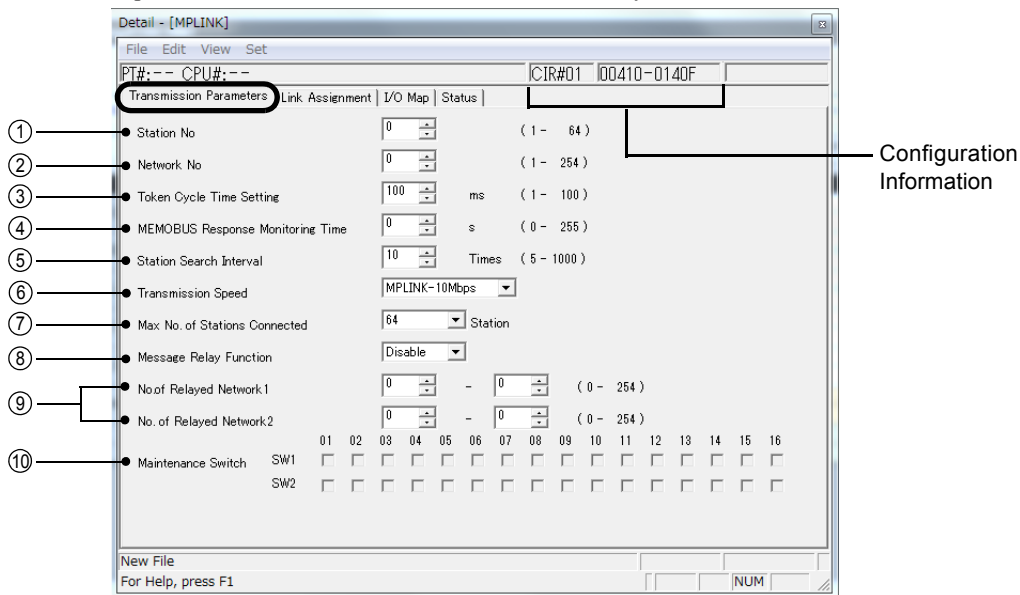 Detail - [MPLINK]
File Edit View Set
PT#:-- CPU#:-- CIR#01 00410-0140F
Transmission Parameters Link Assignment I/O Map Status
① Station No 0 (1 - 64)
② Network No 0 (1 - 254)
③ Token Cycle Time Setting 100 ms (1 - 100)
④ MEMOBUS Response Monitoring Time 0 s (0 - 255)
⑤ Station Search Interval 10 Times (5 - 1000)
⑥ Transmission Speed MPLINK-10Mbps
⑦ Max No. of Stations Connected 64 Station
⑧ Message Relay Function Disable
⑨ No.of Relayed Network1 0 - 0 (0 - 254)
No. of Relayed Network2 0 - 0 (0 - 254)
01 02 03 04 05 06 07 08 09 10 11 12 13 14 15 16
⑩ Maintenance Switch SW1
SW2
New File
For Help, press F1 NUM
Configuration
Information